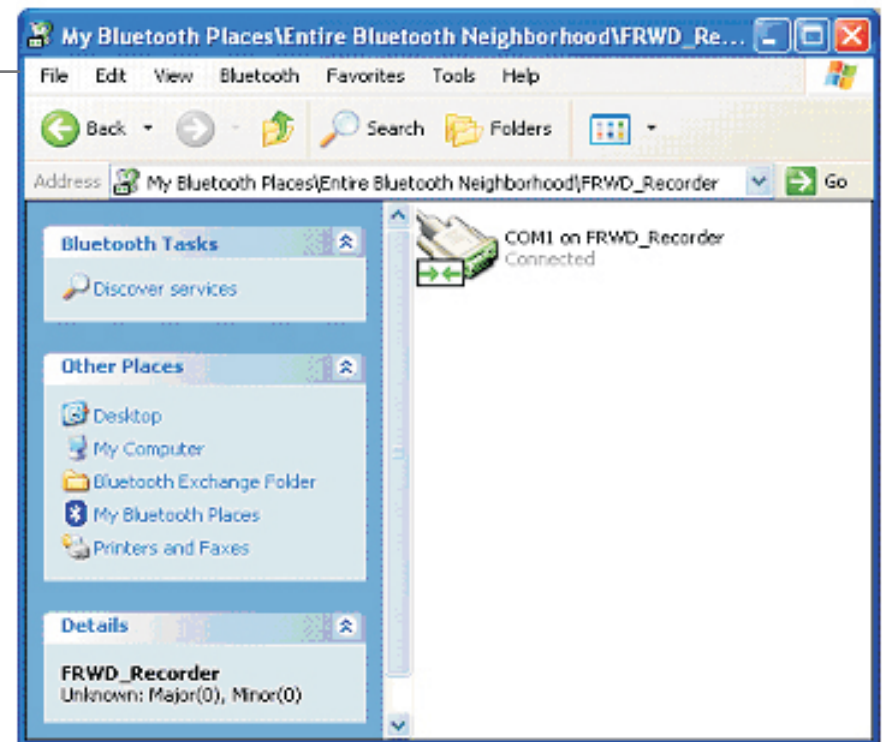 My Bluetooth Places\Entire Bluetooth Neighborhood\FRWD_Re...
File Edit View Bluetooth Favorites Tools Help
Back Search Folders
Address My Bluetooth Places\Entire Bluetooth Neighborhood\FRWD_Recorder Go
Bluetooth Tasks
Discover services
Other Places
Desktop
My Computer
Bluetooth Exchange Folder
My Bluetooth Places
Printers and Faxes
Details
FRWD_Recorder
Unknown: Major(0), Minor(0)
COM1 on FRWD_Recorder
Connected